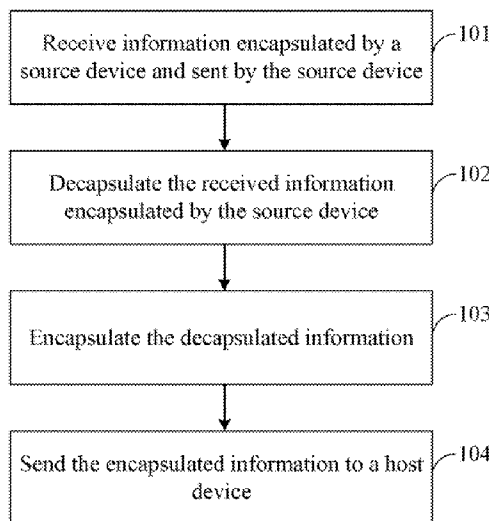 Receive information encapsulated by a
source device and sent by the source device
101
Decapsulate the received information
encapsulated by the source device
102
Encapsulate the decapsulated information
103
Send the encapsulated information to a host
device
104